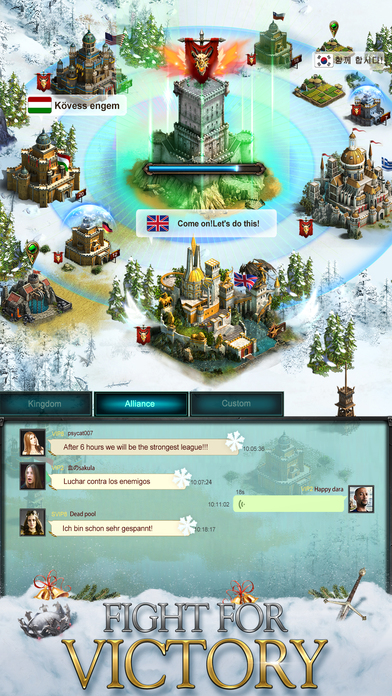 함께 합시다!
Kövess engem
Come on!Let's do this!
Kingdom
Alliance
Custom
psycat007
After 6 hours we will be the strongest league!!!
10:05:36
Luchar contra los enemigos
10:07:24
Happy dara
18s
10:11:02
Dead pool
Ich bin schon sehr gespannt!
10:18:17
FIGHT FOR
VICTORY